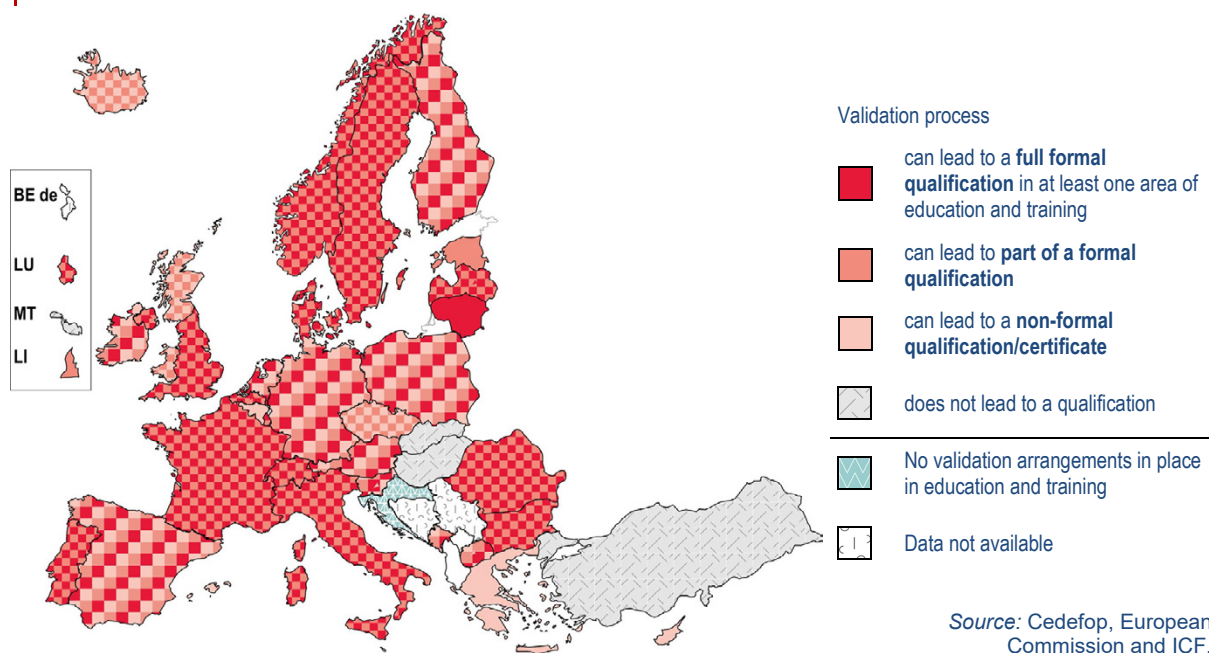 BE de
LU
MT
LI
Validation process
can lead to a full formal
qualification in at least one area of
education and training
can lead to part of a formal
qualification
can lead to a non-formal
qualification/certificate
does not lead to a qualification
No validation arrangements in place
in education and training
Data not available
Source: Cedefop, European
Commission and ICF.